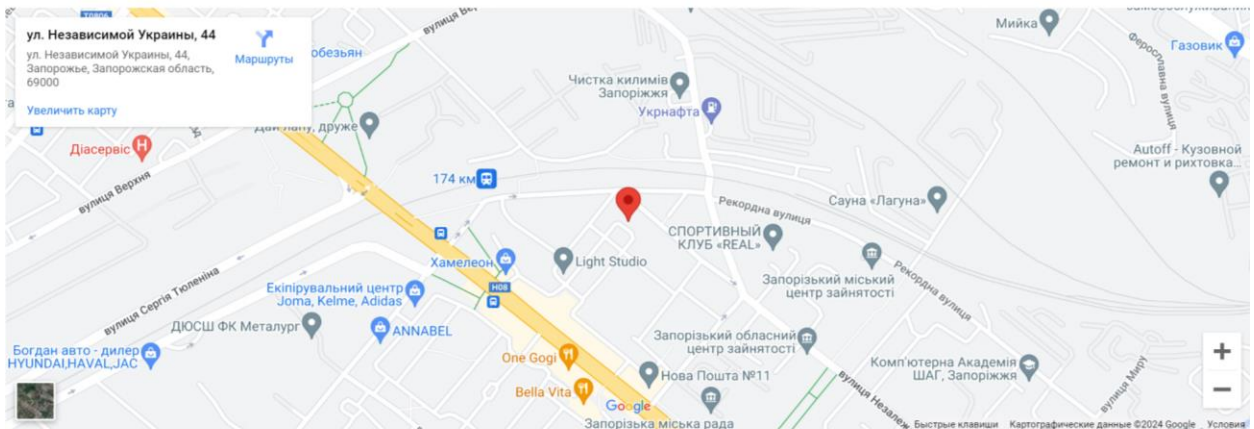 ул. Независимой Украины, 44
ул. Независимой Украины, 44,
Запорожье, Запорожская область,
69000
Маршруты
Увеличить карту
обезьян
Мийка
Газовик
Ферославна вулиця
Чистка килимів
Запоріжжя
Укрнафта
Дай лапу, друже
Діасервіс
вулиця Верхня
174 км
Autoff - Кузовной
ремонт и рихтовка...
Рекордна вулиця
Сауна «Лагуна»
СПОРТИВНЫЙ
КЛУБ «REAL»
Light Studio
Хамелеон
H08
Запорізький міський
центр зайнятості
Рекордна вулиця
Екіпірувальний центр
Joma, Kelme, Adidas
вулиця Сергія Тюленіна
ДЮСШ ФК Металург
ANNABEL
Богдан авто - дилер
HYUNDAI,HAVAL,JAC
One Gogi
Bella Vita
Запорізький обласний
центр зайнятості
Нова Пошта №11
Комп'ютерна Академія
ШАГ, Запоріжжя
вулиця Миру
вулиця Незалеж
Google
Запорізька міська рада
Быстрые клавиши
Картографические данные ©2024 Google
Условия